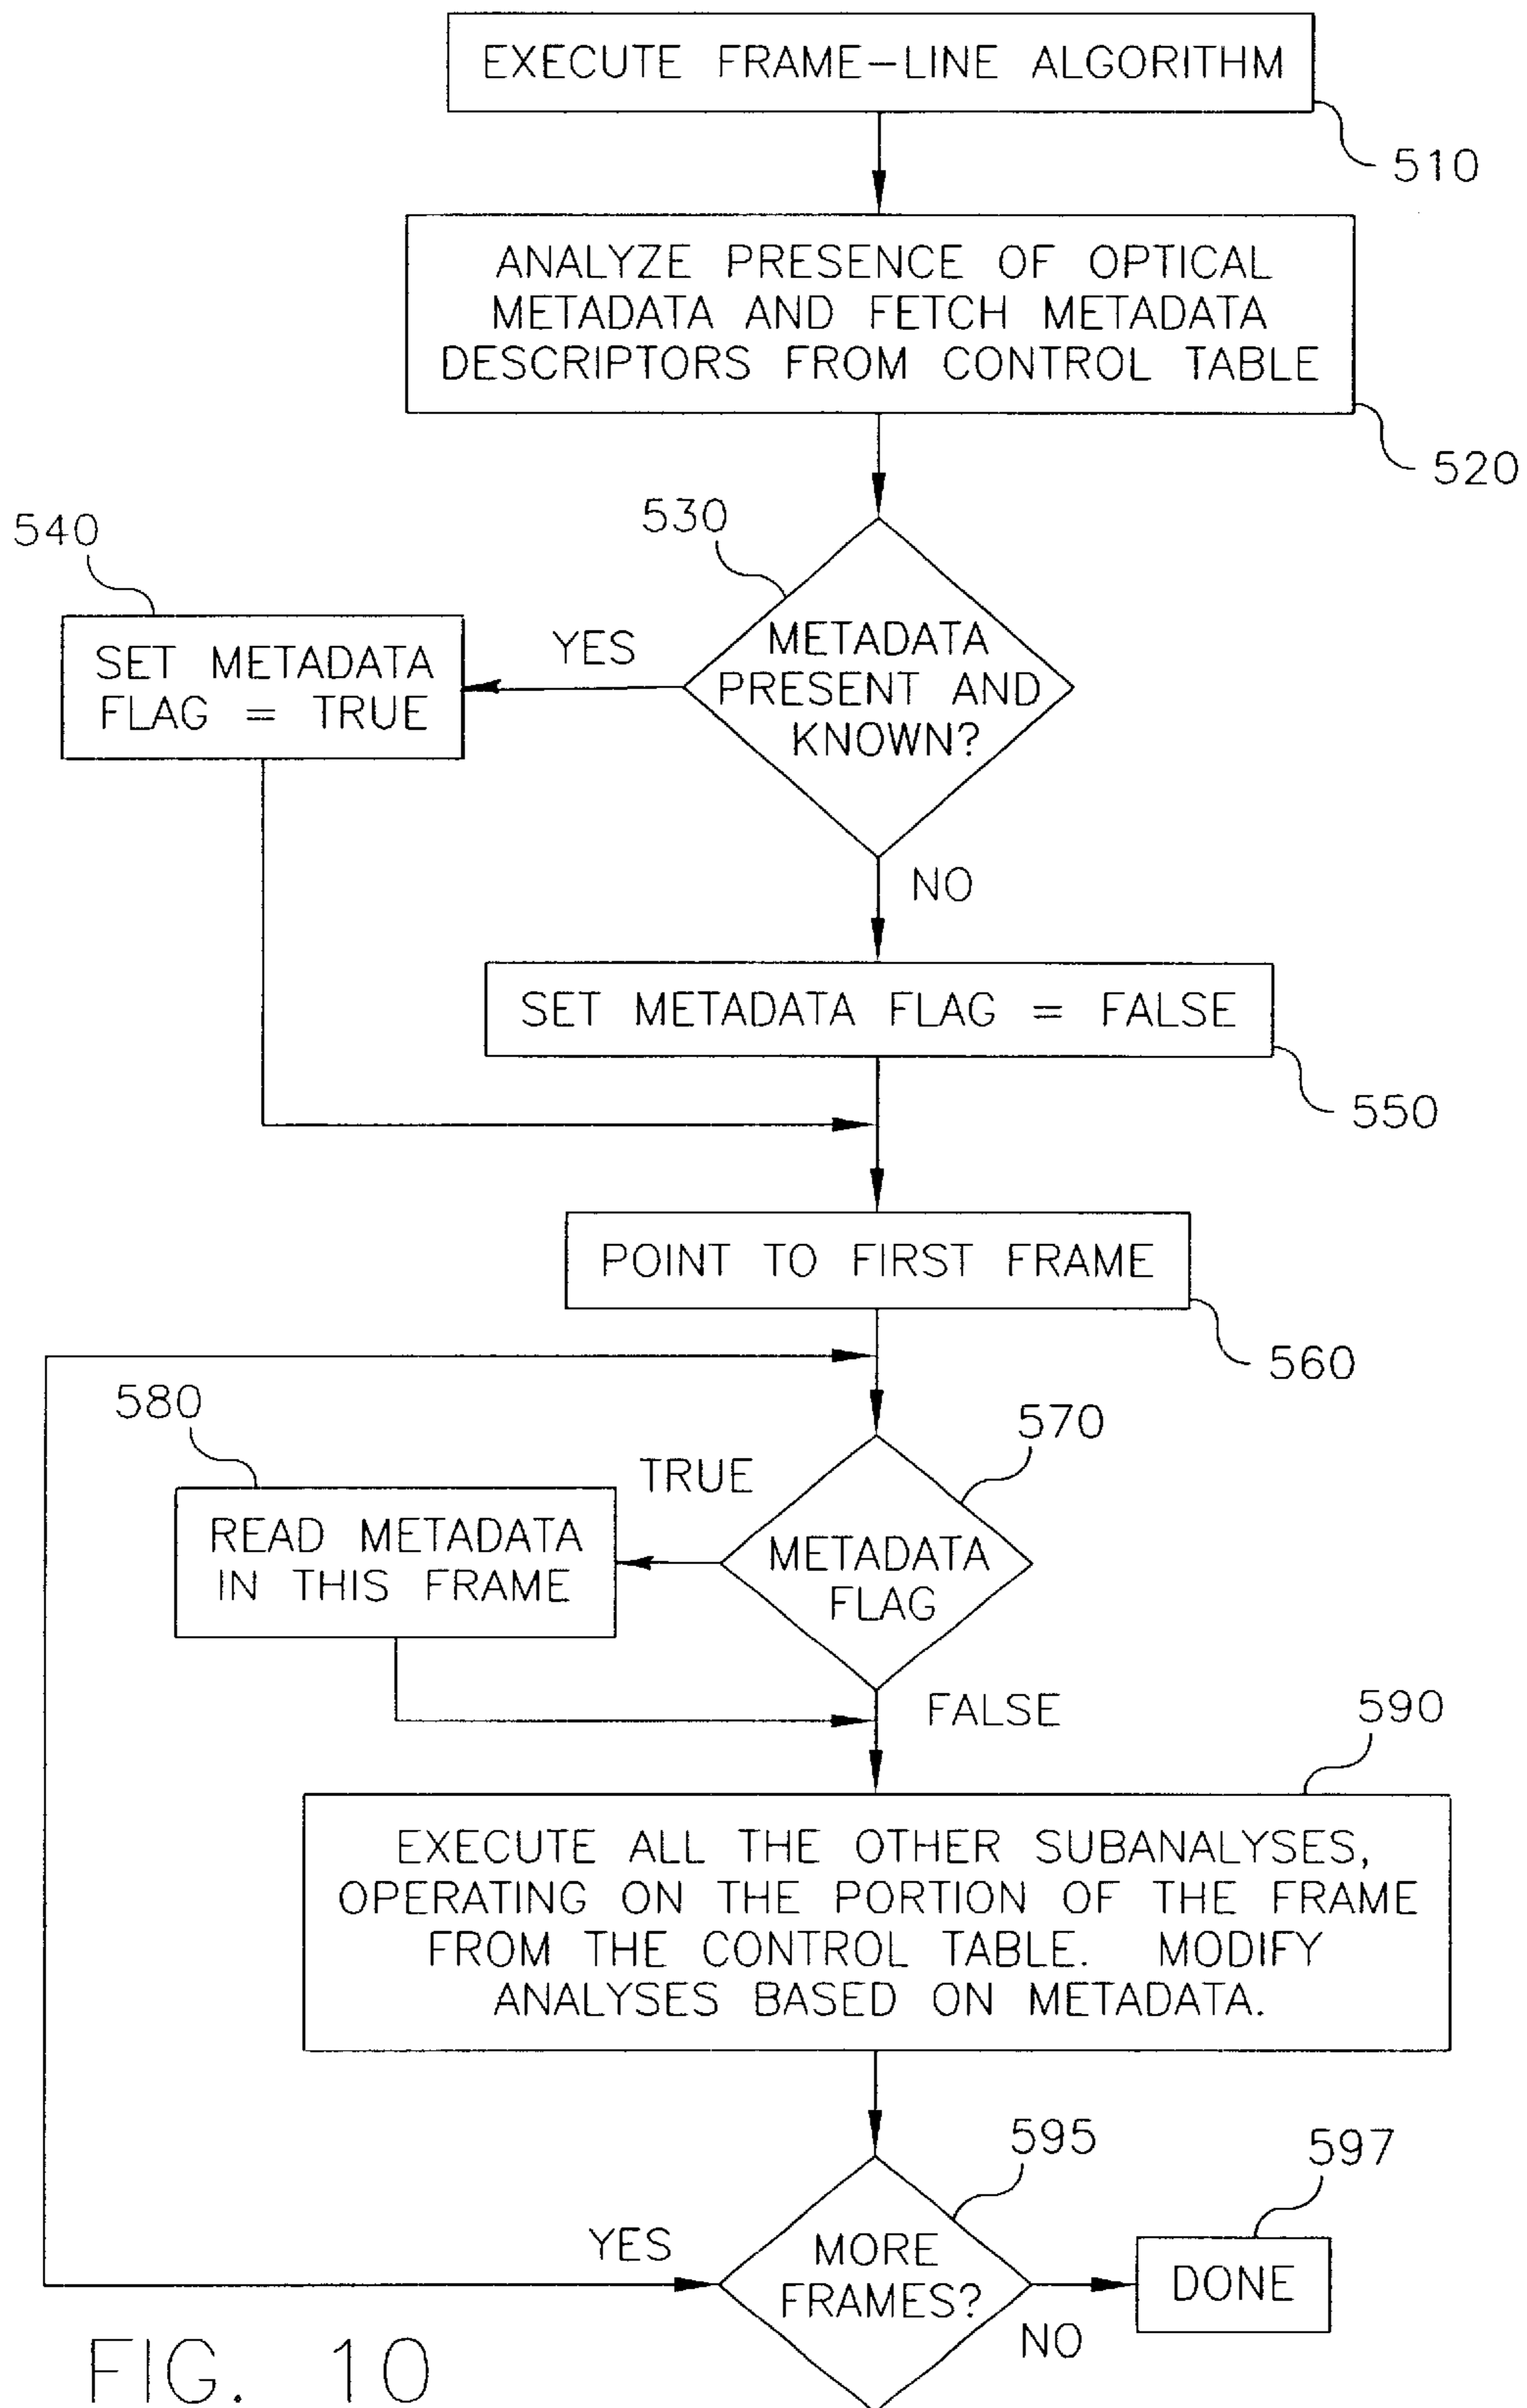 EXECUTE FRAME-LINE ALGORITHM
510
ANALYZE PRESENCE OF OPTICAL
METADATA AND FETCH METADATA
DESCRIPTORS FROM CONTROL TABLE
520
530
540
METADATA
PRESENT AND
KNOWN?
YES
SET METADATA
FLAG = TRUE
NO
SET METADATA FLAG = FALSE
550
POINT TO FIRST FRAME
560
580
570
TRUE
METADATA
FLAG
READ METADATA
IN THIS FRAME
FALSE
590
EXECUTE ALL THE OTHER SUBANALYSES,
OPERATING ON THE PORTION OF THE FRAME
FROM THE CONTROL TABLE. MODIFY
ANALYSES BASED ON METADATA.
595
597
YES
MORE
FRAMES?
NO
DONE
FIG. 10